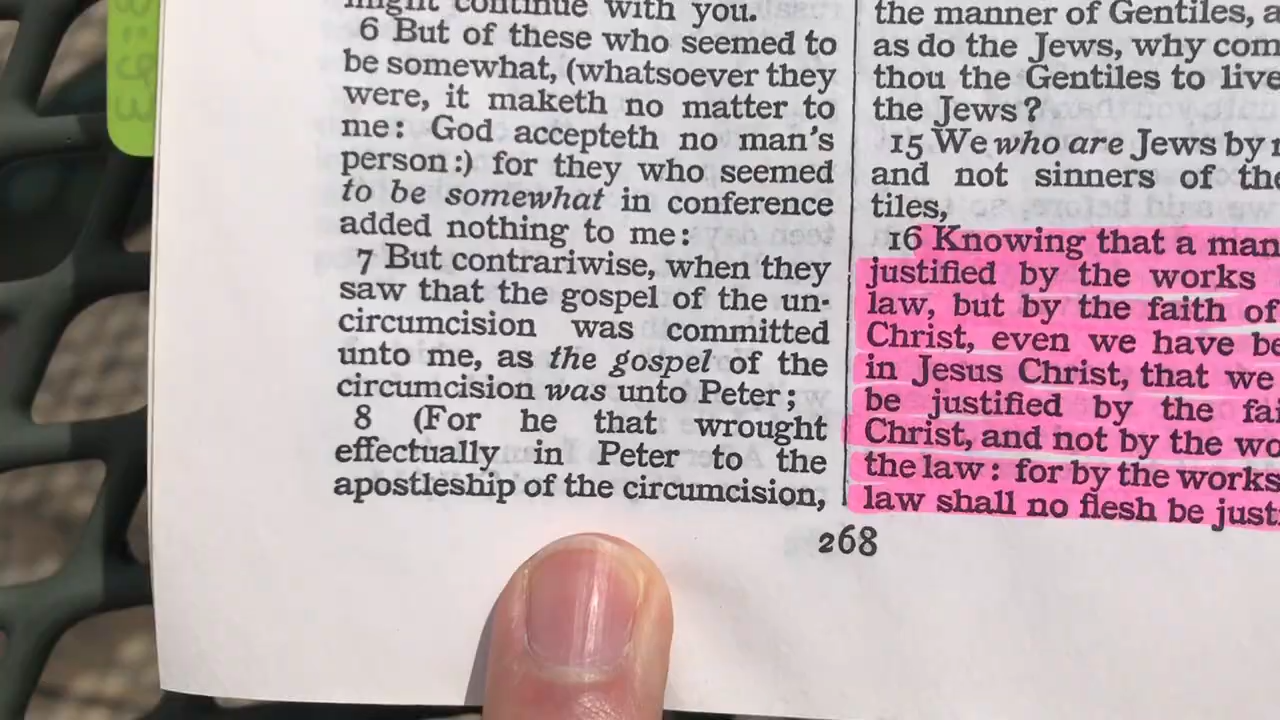 might continue with you.
6 But of these who seemed to
be somewhat, (whatsoever they
were, it maketh no matter to
me: God accepteth no man's
person:) for they who seemed
to be somewhat in conference
added nothing to me:
7 But contrariwise, when they
saw that the gospel of the un-
circumcision was committed
unto me, as the gospel of the
circumcision was unto Peter;
8 (For he that wrought
effectually in Peter to the
apostleship of the circumcision,
the manner of Gentiles,
as do the Jews, why
thou the Gentiles to live
the Jews?
15 We who are Jews by
and not sinners of
tiles,
16 Knowing that a man
justified by the works
law, but by the faith of
Christ, even we have
in Jesus Christ, that we
be justified by the
Christ, and not by the
the law: for by the works
law shall no flesh be
268